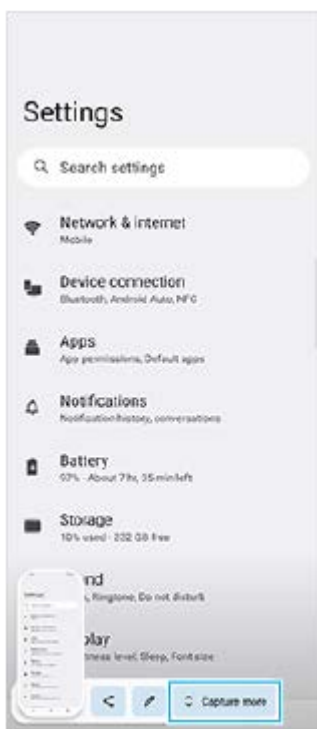 Settings
Search settings
Network & internet
Mobile
Device connection
Bluetooth, Android Auto, NFC
Apps
App permissions, Default apps
Notifications
Notification history, conversations
Battery
97% - About 7 hr, 35 min left
Storage
10% used - 232 GB free
nd
, Ringtone, Do not disturb
play
tness level, Sleep, Font size
Capture more